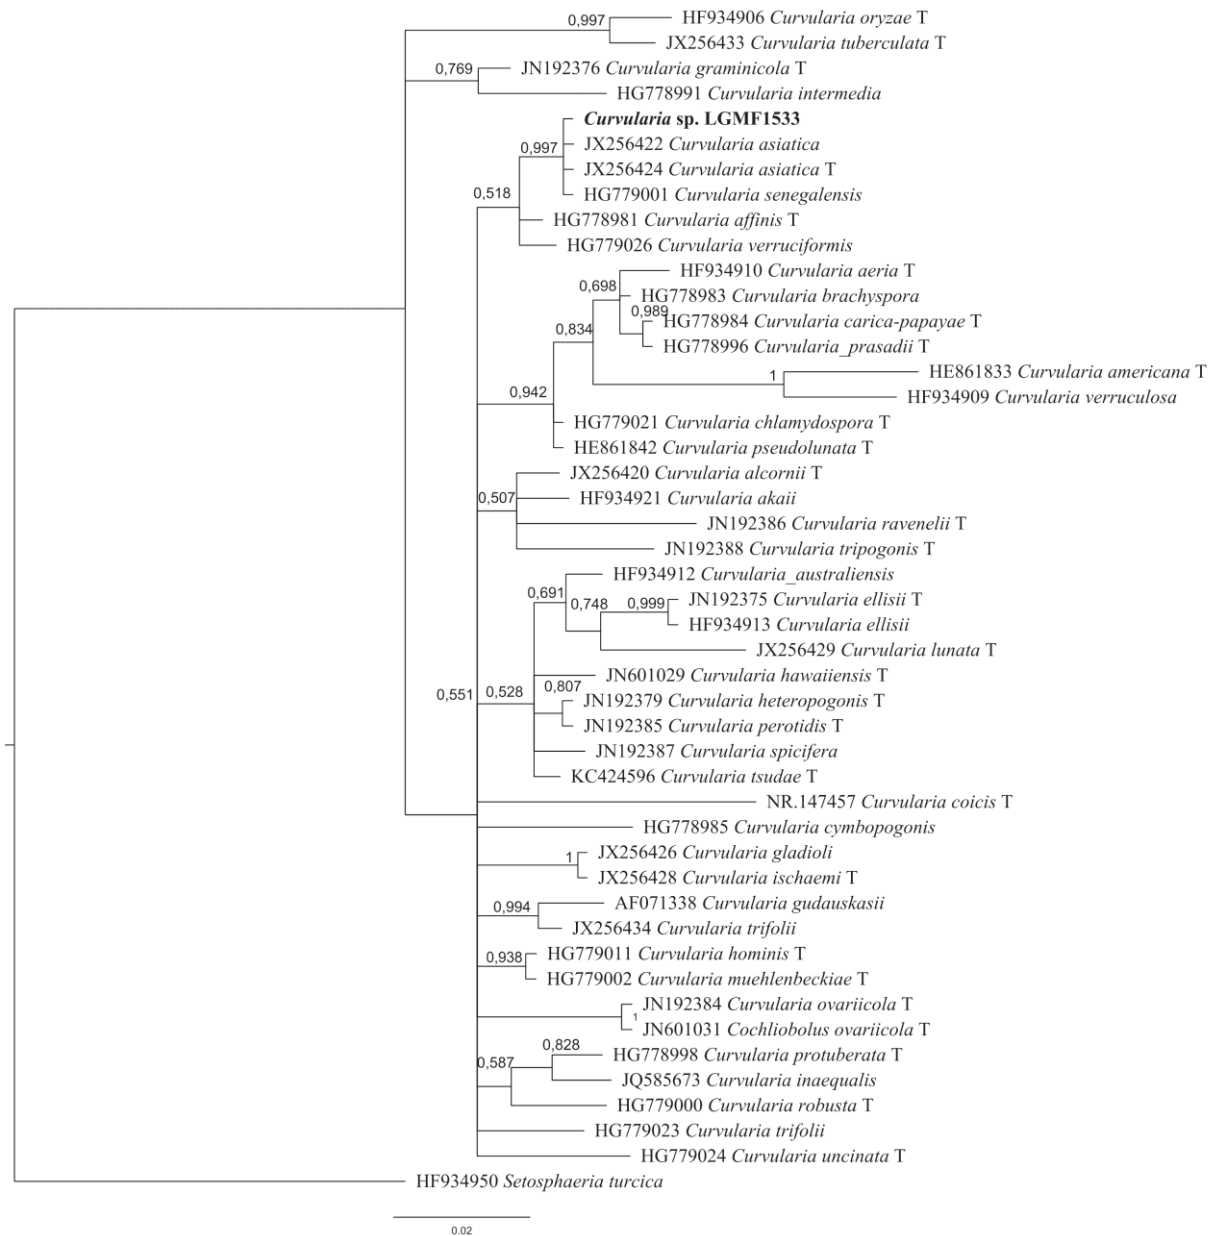 0,997
HF934906 Curvularia oryzae T
JX256433 Curvularia tuberculata T
0,769
JN192376 Curvularia graminicola T
HG778991 Curvularia intermedia
Curvularia sp. LGMF1533
0,997
JX256422 Curvularia asiatica
JX256424 Curvularia asiatica T
0,518
HG779001 Curvularia senegalensis
HG778981 Curvularia affinis T
HG779026 Curvularia verruciformis
HF934910 Curvularia aeria T
0,698
HG778983 Curvularia brachyspora
0,989
HG778984 Curvularia carica-papayae T
0,834
HG778996 Curvularia_prasadii T
1
HE861833 Curvularia americana T
0,942
HF934909 Curvularia verruculosa
HG779021 Curvularia chlamydospora T
HE861842 Curvularia pseudolunata T
JX256420 Curvularia alcornii T
0,507
HF934921 Curvularia akaii
JN192386 Curvularia ravenelii T
JN192388 Curvularia tripogonis T
HF934912 Curvularia_australiensis
0,691
0,748
0,999
JN192375 Curvularia ellisii T
HF934913 Curvularia ellisii
JX256429 Curvularia lunata T
JN601029 Curvularia hawaiiensis T
0,551
0,528
0,807
JN192379 Curvularia heteropogonis T
JN192385 Curvularia perotidis T
JN192387 Curvularia spicifera
KC424596 Curvularia tsudae T
NR.147457 Curvularia coicis T
HG778985 Curvularia cymbopogonis
1
JX256426 Curvularia gladioli
JX256428 Curvularia ischaemi T
0,994
AF071338 Curvularia gudauskasii
JX256434 Curvularia trifolii
0,938
HG779011 Curvularia hominis T
HG779002 Curvularia muehlenbeckiae T
JN192384 Curvularia ovariicola T
1
JN601031 Cochliobolus ovariicola T
0,828
HG778998 Curvularia protuberata T
0,587
JQ585673 Curvularia inaequalis
HG779000 Curvularia robusta T
HG779023 Curvularia trifolii
HG779024 Curvularia uncinata T
HF934950 Setosphaeria turcica
0.02